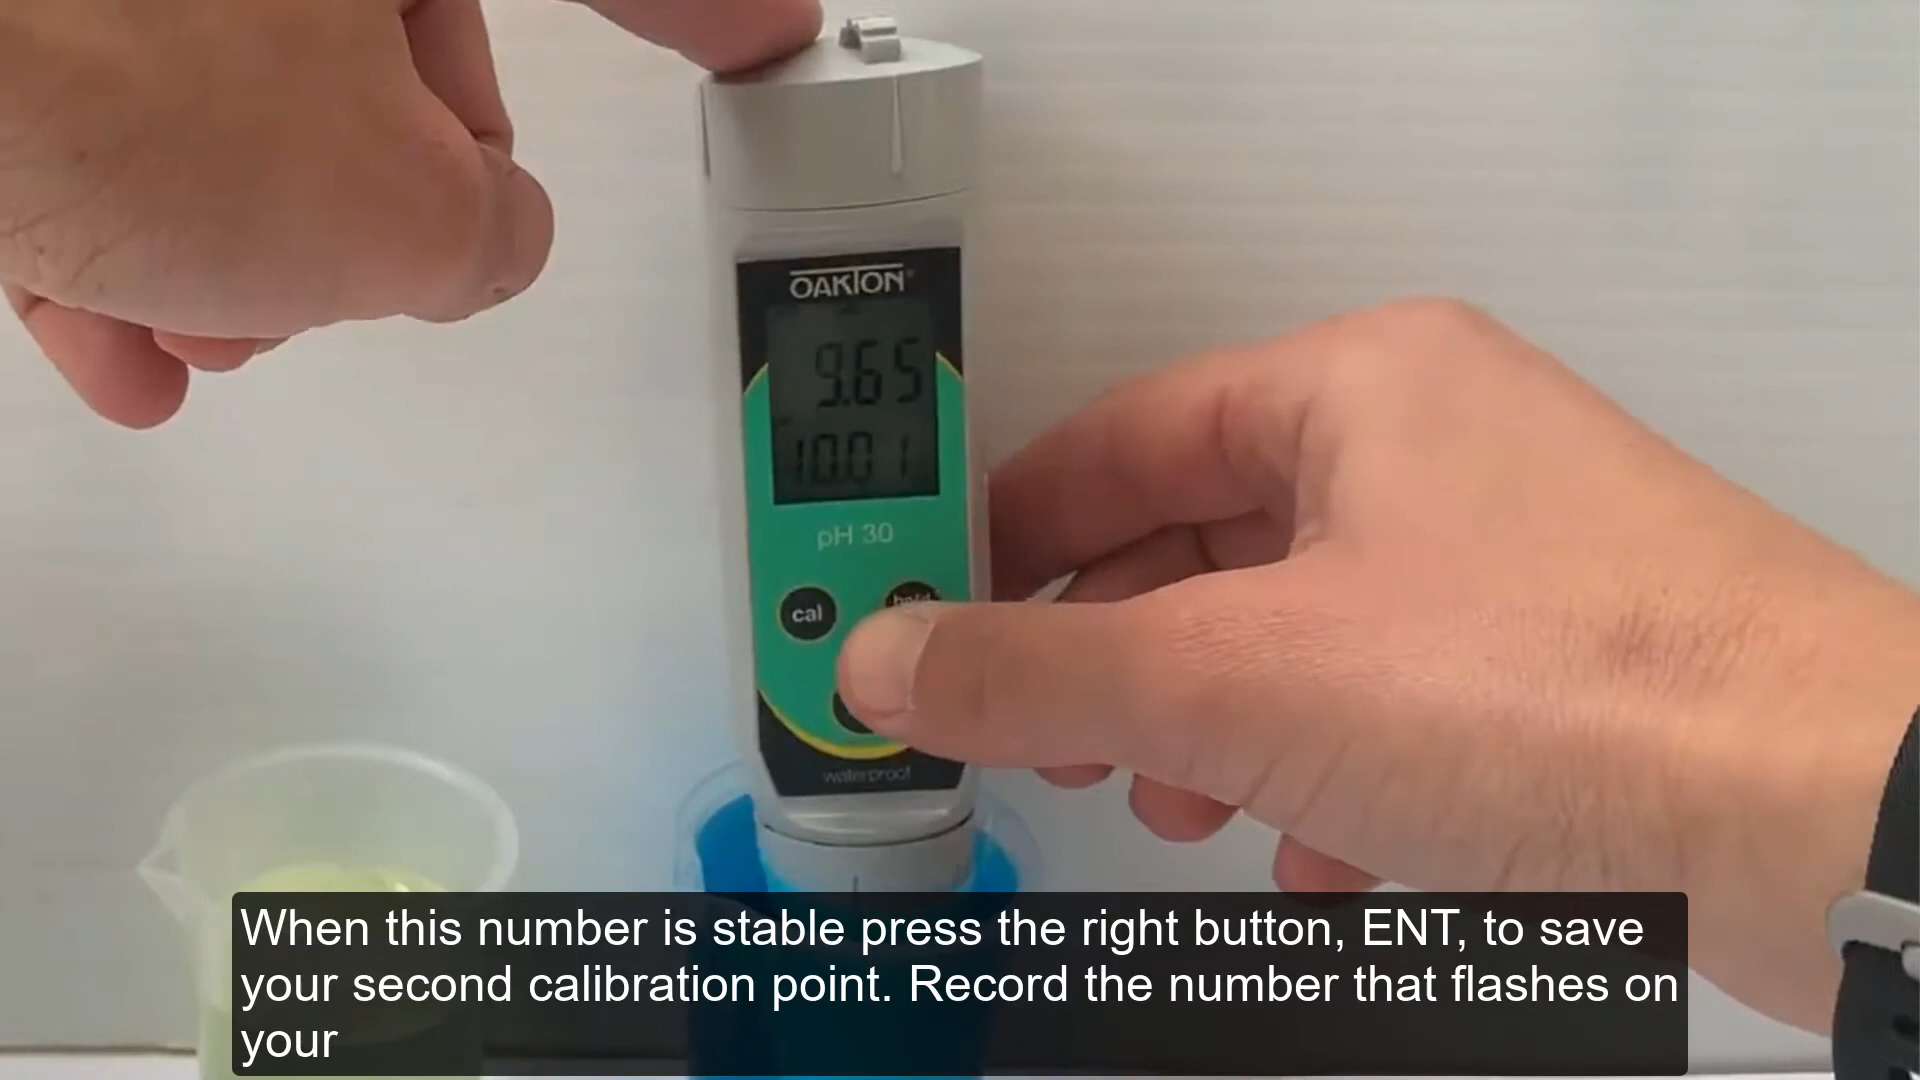 OAKTON
9.65
10.01
pH 30
cal
waterproof
When this number is stable press the right button, ENT, to save
your second calibration point. Record the number that flashes on
your